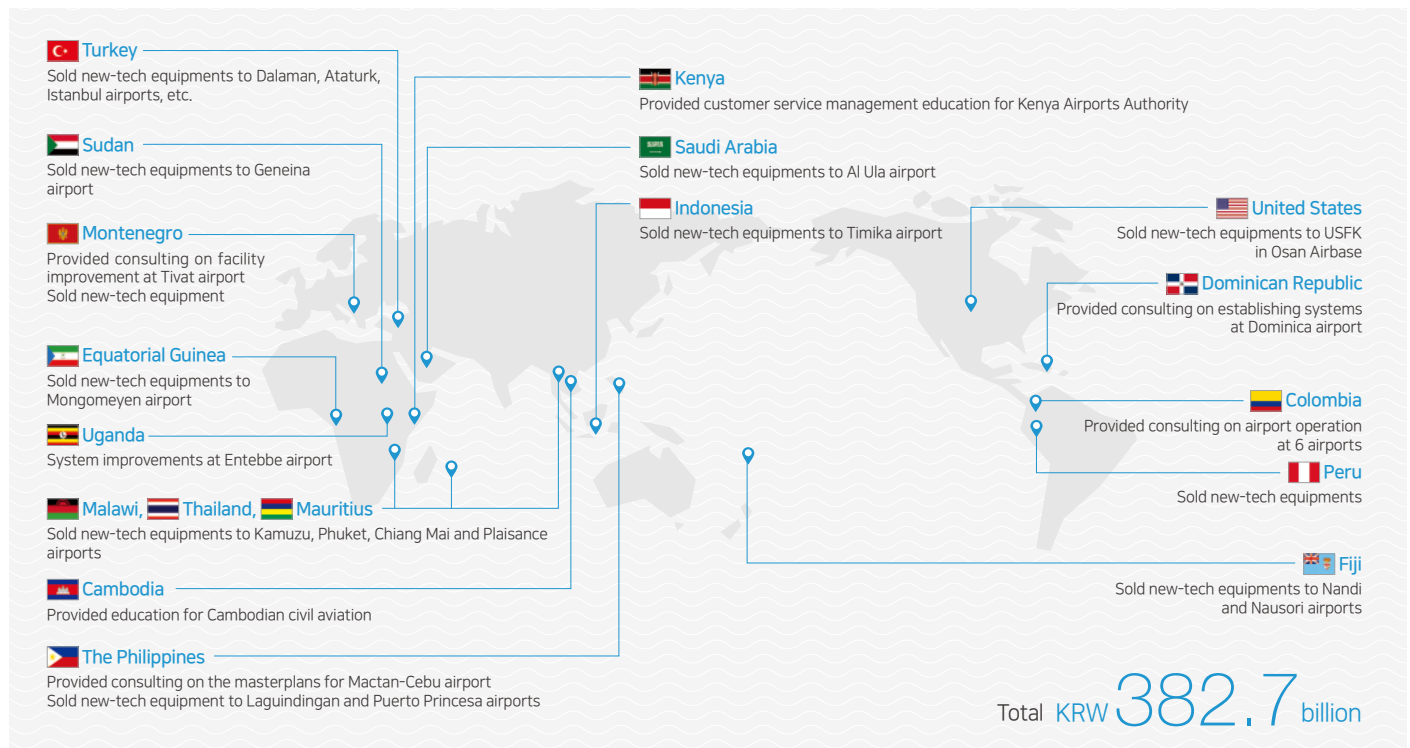 Turkey
Sold new-tech equipments to Dalaman, Ataturk,
Istanbul airports, etc.
Sudan
Sold new-tech equipments to Geneina
airport
Montenegro
Provided consulting on facility
improvement at Tivat airport
Sold new-tech equipment
Equatorial Guinea
Sold new-tech equipments to
Mongomeyen airport
Uganda
System improvements at Entebbe airport
Malawi, Thailand, Mauritius
Sold new-tech equipments to Kamuzu, Phuket, Chiang Mai and Plaisance
airports
Cambodia
Provided education for Cambodian civil aviation
The Philippines
Provided consulting on the masterplans for Mactan-Cebu airport
Sold new-tech equipment to Laguindingan and Puerto Princesa airports
Kenya
Provided customer service management education for Kenya Airports Authority
Saudi Arabia
Sold new-tech equipments to Al Ula airport
Indonesia
Sold new-tech equipments to Timika airport
United States
Sold new-tech equipments to USFK
in Osan Airbase
Dominican Republic
Provided consulting on establishing systems
at Dominica airport
Colombia
Provided consulting on airport operation
at 6 airports
Peru
Sold new-tech equipments
Fiji
Sold new-tech equipments to Nandi
and Nausori airports
Total KRW 382.7 billion